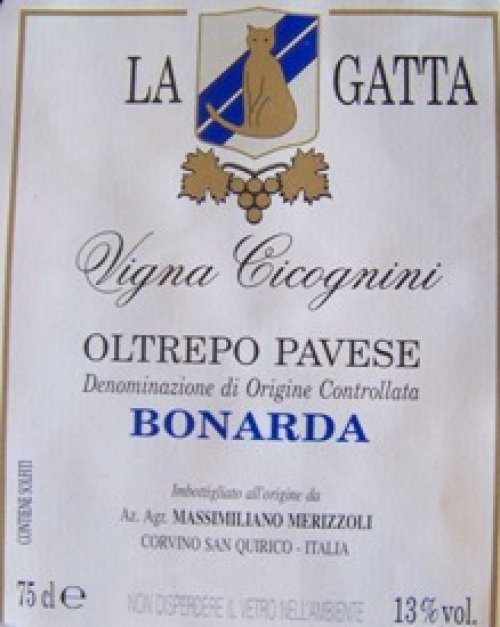 LA GATTA
Vigna Cicognini
OLTREPO PAVESE
Denominazione di Origine Controllata
BONARDA
Imbottigliato all'origine da
Az. Agr. MASSIMILIANO MERIZZOLI
CORVINO SAN QUIRICO - ITALIA
CONTIENE SOLFITI
75 cl e
NON DISPERDERE IL VETRO NELL'AMBIENTE
13% vol.